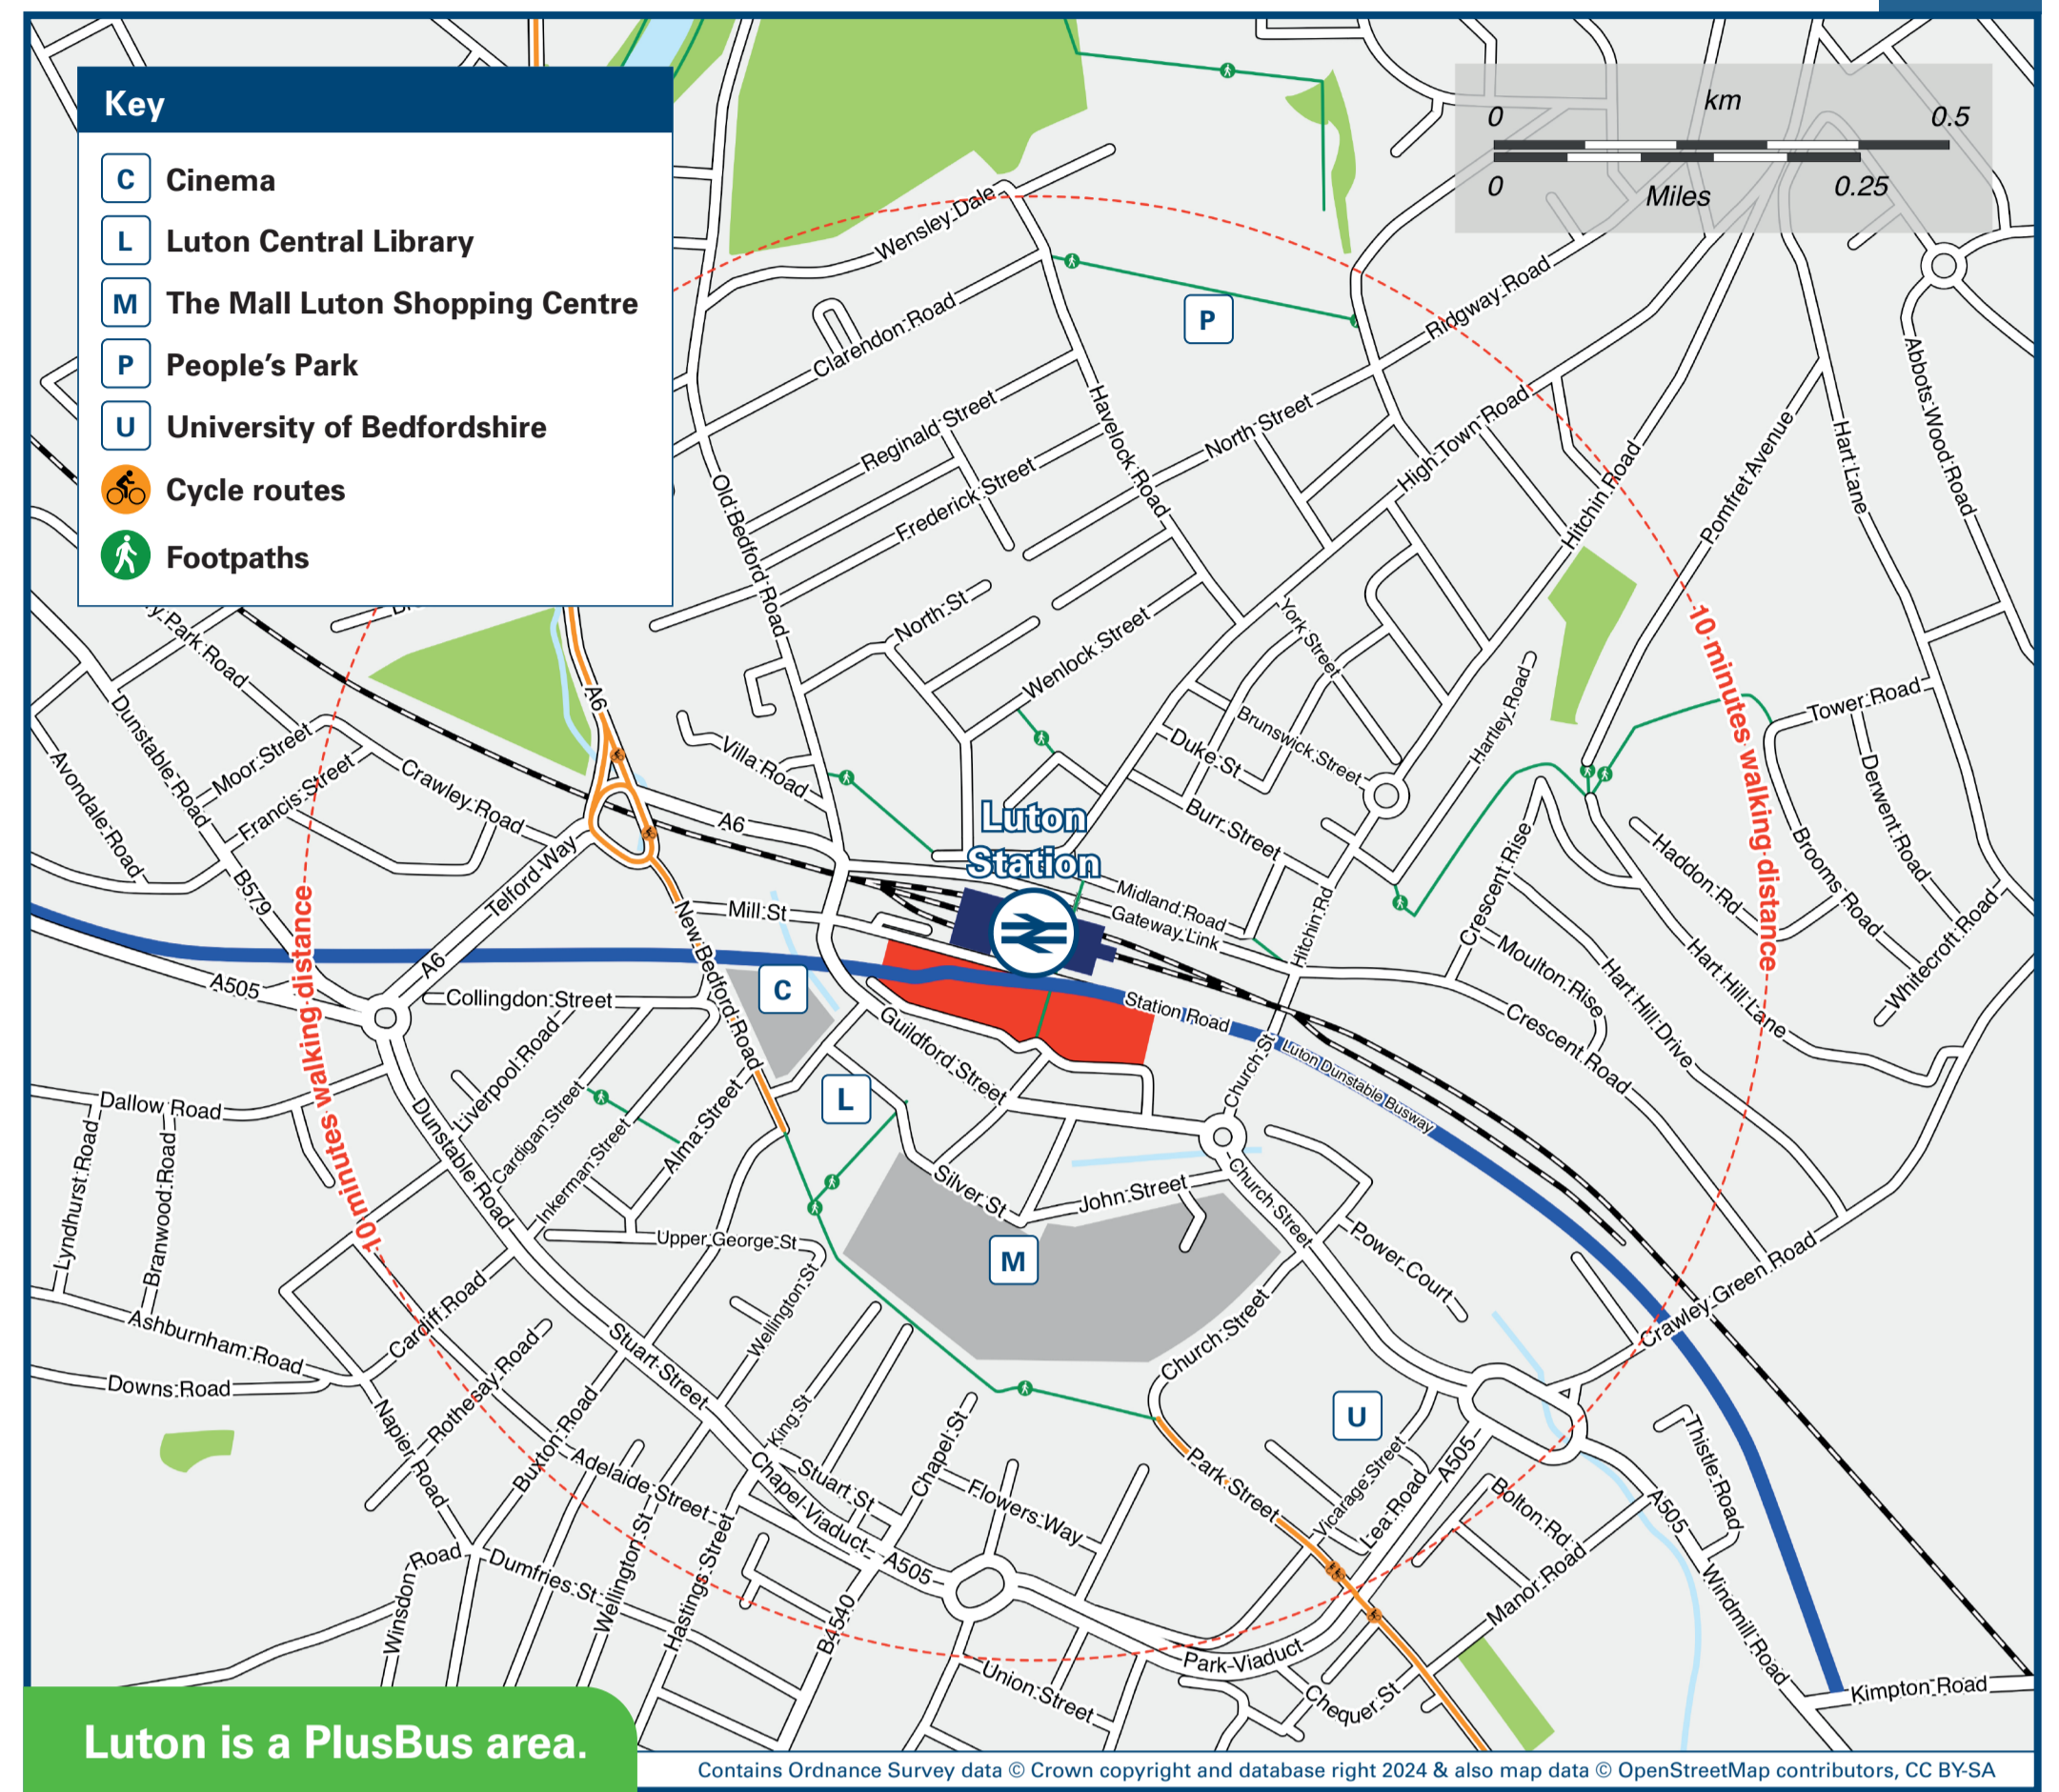 Key
C Cinema
L Luton Central Library
M The Mall Luton Shopping Centre
P People's Park
U University of Bedfordshire
Cycle routes
Footpaths
km
0
0.5
0
Miles
0.25
Wensley Dale
Clarendon Road
P
Ridgway Road
Reginald Street
Havelock Road
North Street
High Town Road
Abbots Wood Road
Hart Lane
Pomfret Avenue
Hitchin Road
Old Bedford Road
Frederick Street
North St
Wenlock Street
York Street
10 minutes walking distance
y Park Road
A6
Dunstable Road
Moor Street
Francis Street
Crawley Road
Avondale Road
Villa Road
Brunswick Street
Duke St
Hartley Road
Tower Road
Derwent Road
Brooms Road
Burr Street
A6
Luton
Station
Telford Way
B579
Mill St
Midland Road
Gateway Link
Hitchin Rd
Crescent Rise
Haddon Rd
Whitecroft Road
Moulton Rise
Hart Hill Drive
Hart Hill Lane
A505
A6
10 minutes walking distance
Collingdon Street
New Bedford Road
C
Station Road
Guildford Street
Church St
Luton Dunstable Busway
Crescent Road
Dallow Road
Liverpool Road
Cardigan Street
Inkerman Street
Alma Street
L
Dunstable Road
Lyndhurst Road
Branwood Road
Silver St
John Street
Church Street
Upper George St
M
Power Court
Wellington St
Cardiff Road
Ashburnham Road
Downs Road
Stuart Street
Church Street
Crawley Green Road
Rothesay Road
Napier Road
Buxton Road
Adelaide Street
King St
Stuart St
Chapel Viaduct
Chapel St
Flowers Way
U
Park Street
Vicarage Street
Lea Road
A505
Bolton Rd
Thistle Road
A505
Manor Road
Windmill Road
Winsdon Road
Dumfries St
Wellington St
Hastings Street
B4540
A505
Park Viaduct
Union Street
Chequer St
Kimpton Road
Luton is a PlusBus area.
Contains Ordnance Survey data © Crown copyright and database right 2024 & also map data © OpenStreetMap contributors, CC BY-SA